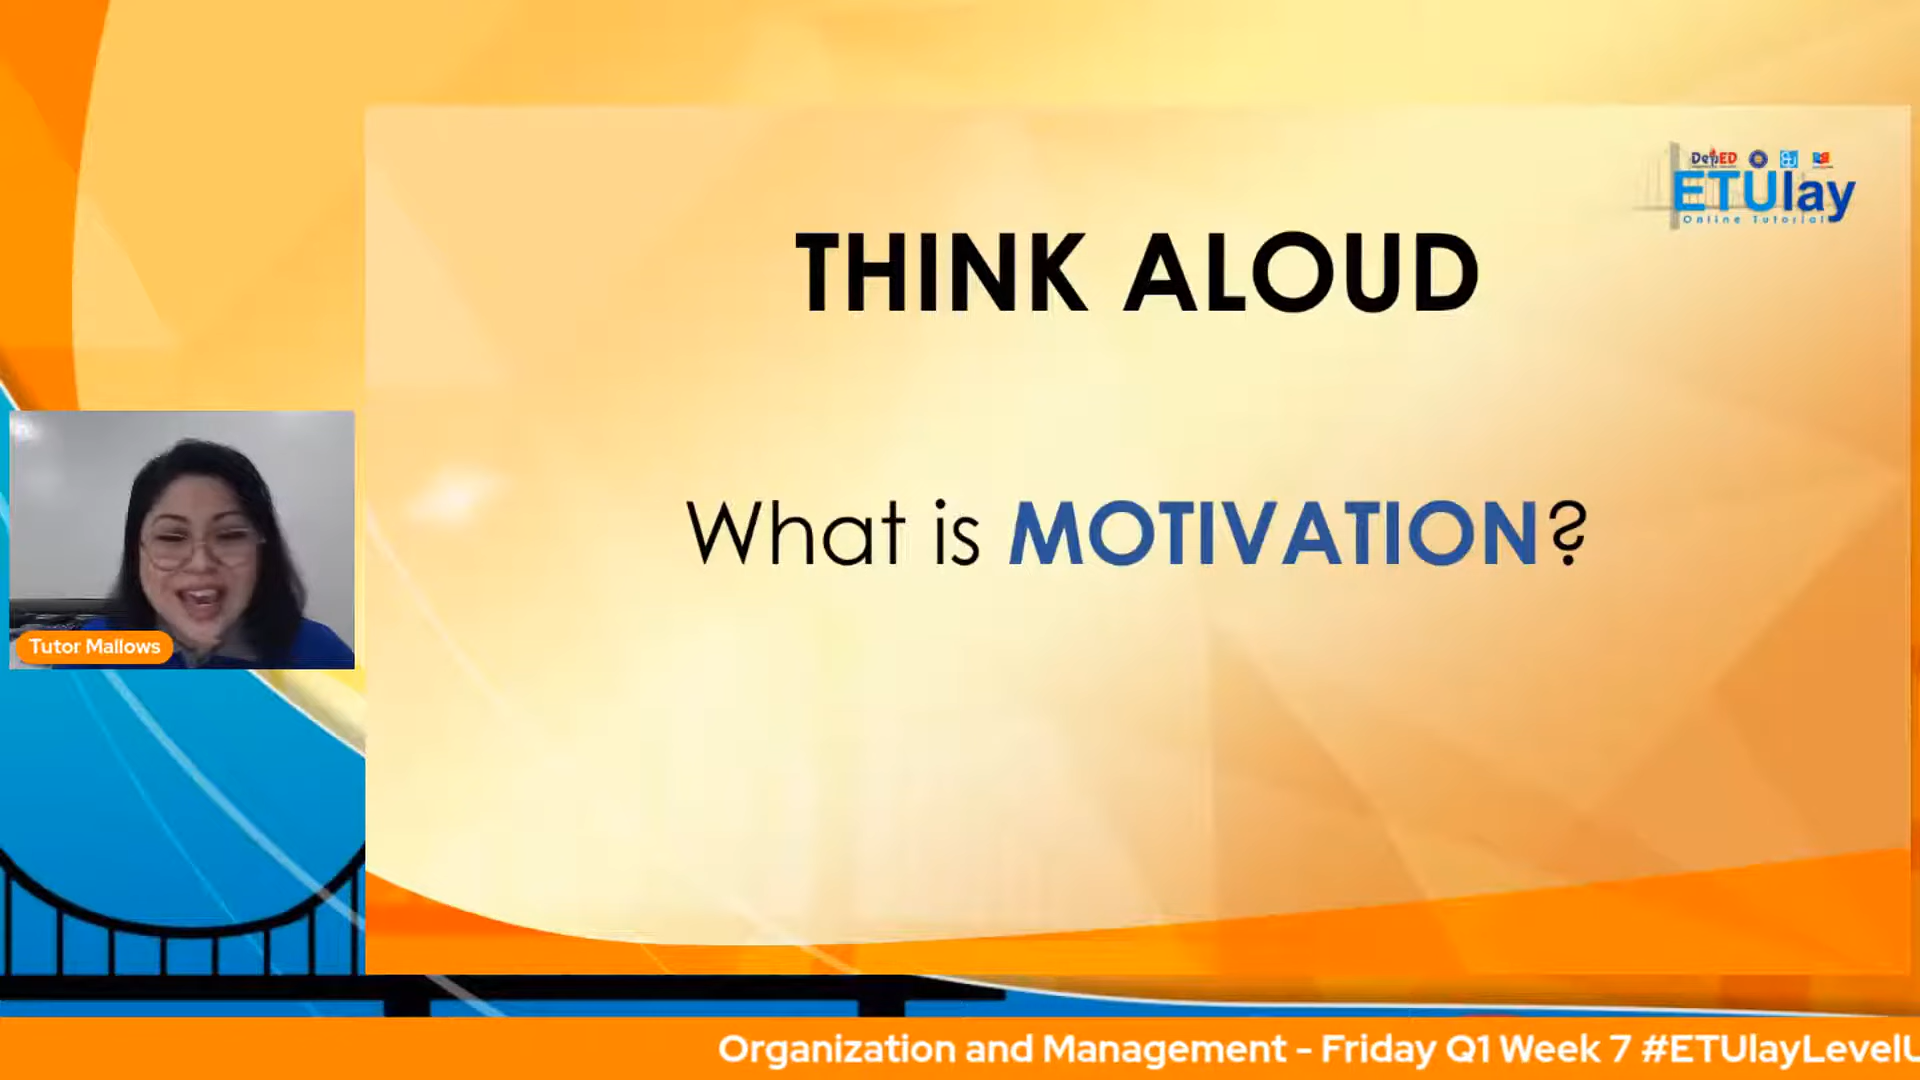 DepED
ETUlay
Online Tutorial
THINK ALOUD
What is MOTIVATION?
Tutor Mallows
Organization and Management - Friday Q1 Week 7 #ETUlayLevelU